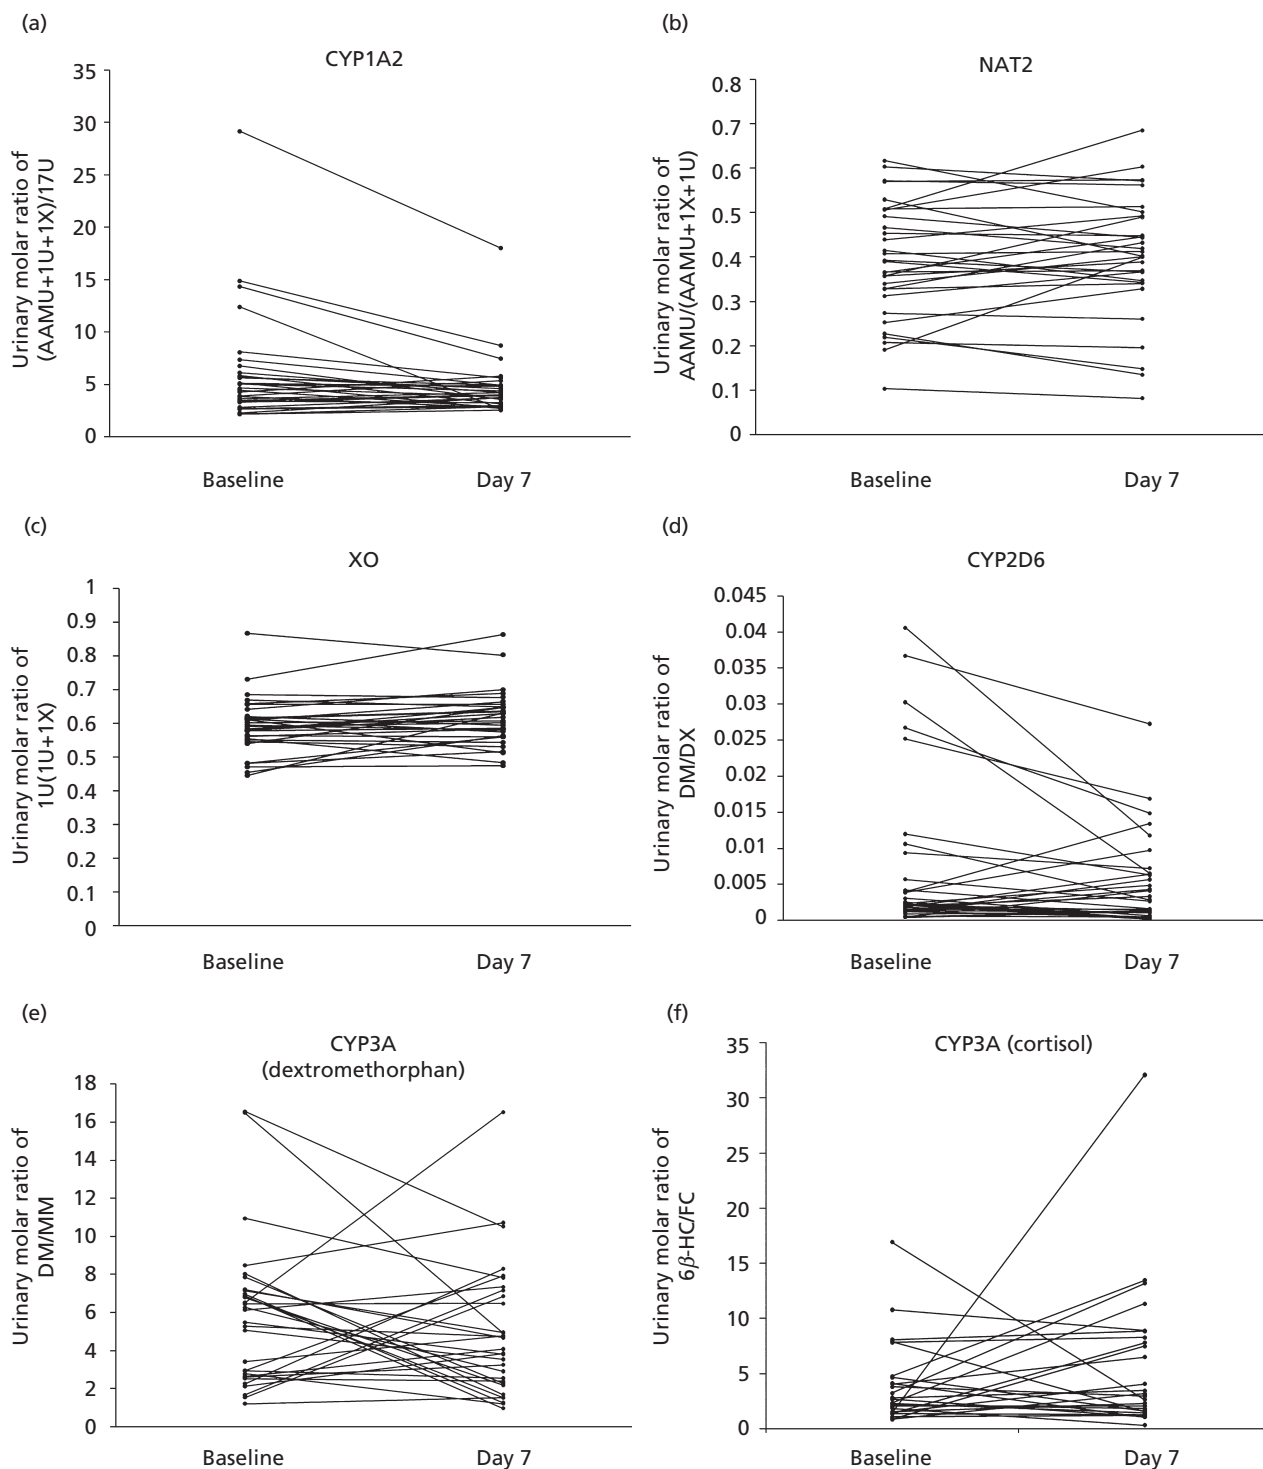 (a)
CYP1A2
Urinary molar ratio of
(AAMU+1U+1X)/17U
35
30
25
20
15
10
5
0
Baseline
Day 7
(b)
NAT2
Urinary molar ratio of
AAMU/(AAMU+1X+1U)
0.8
0.7
0.6
0.5
0.4
0.3
0.2
0.1
0
Baseline
Day 7
(c)
XO
Urinary molar ratio of
1U(1U+1X)
1
0.9
0.8
0.7
0.6
0.5
0.4
0.3
0.2
0.1
0
Baseline
Day 7
(d)
CYP2D6
Urinary molar ratio of
DM/DX
0.045
0.04
0.035
0.03
0.025
0.02
0.015
0.01
0.005
0
Baseline
Day 7
(e)
CYP3A
(dextromethorphan)
Urinary molar ratio of
DM/MM
18
16
14
12
10
8
6
4
2
0
Baseline
Day 7
(f)
CYP3A (cortisol)
Urinary molar ratio of
6β-HC/FC
35
30
25
20
15
10
5
0
Baseline
Day 7